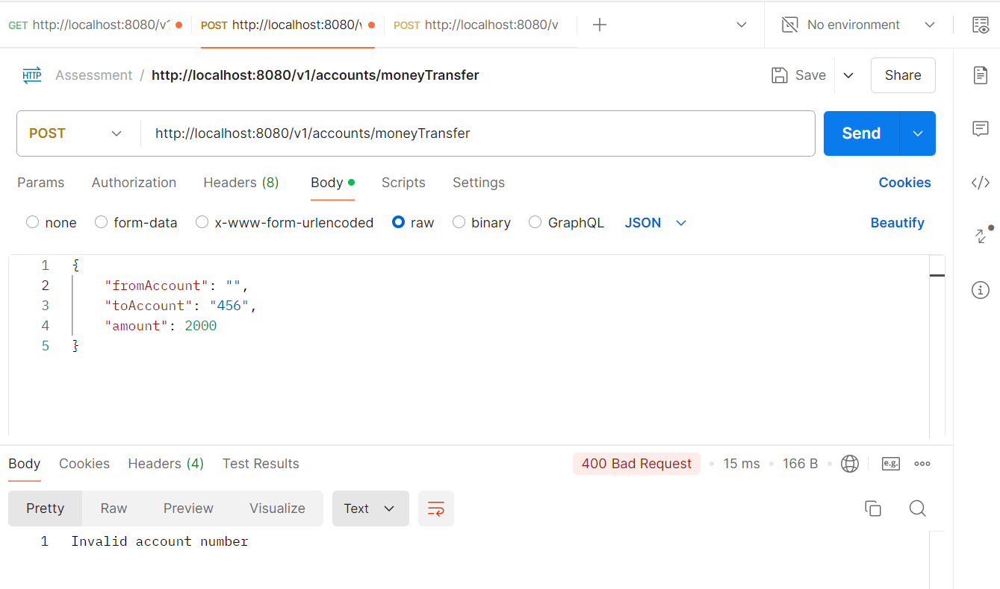 GET http://localhost:8080/v1 POST http://localhost:8080/v POST http://localhost:8080/v No environment
HTTP Assessment / http://localhost:8080/v1/accounts/moneyTransfer Save Share
POST http://localhost:8080/v1/accounts/moneyTransfer Send
Params Authorization Headers (8) Body Scripts Settings Cookies
none form-data x-www-form-urlencoded raw binary GraphQL JSON Beautify
1 {
2 "fromAccount": "",
3 "toAccount": "456",
4 "amount": 2000
5 }
Body Cookies Headers (4) Test Results 400 Bad Request 15 ms 166 B e.g.
Pretty Raw Preview Visualize Text
1 Invalid account number